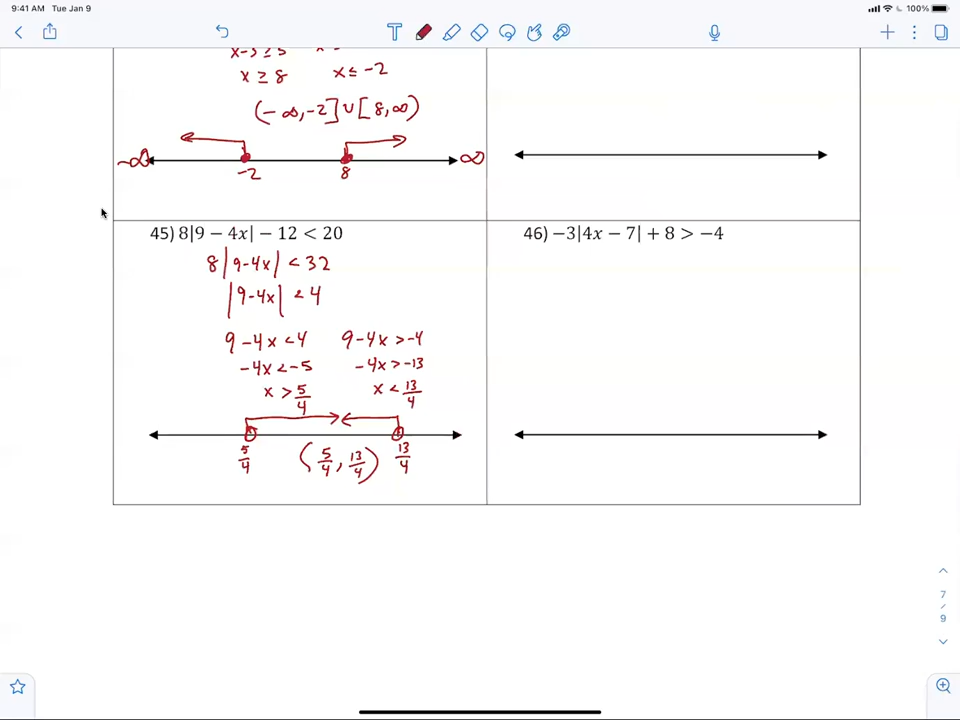 9:41 AM Tue Jan 9
100%
T
x-3 ≥ 5
x ≥ 8 x ≤ -2
(-∞, -2] ∪ [8, ∞)
-∞ ∞
-2 8
45) 8|9 − 4x| − 12 < 20
8|9-4x| < 32
|9-4x| < 4
9-4x < 4 9-4x > -4
-4x < -5 -4x > -13
x > 5/4 x < 13/4
5/4 (5/4, 13/4) 13/4
46) −3|4x − 7| + 8 > −4
7
/
9